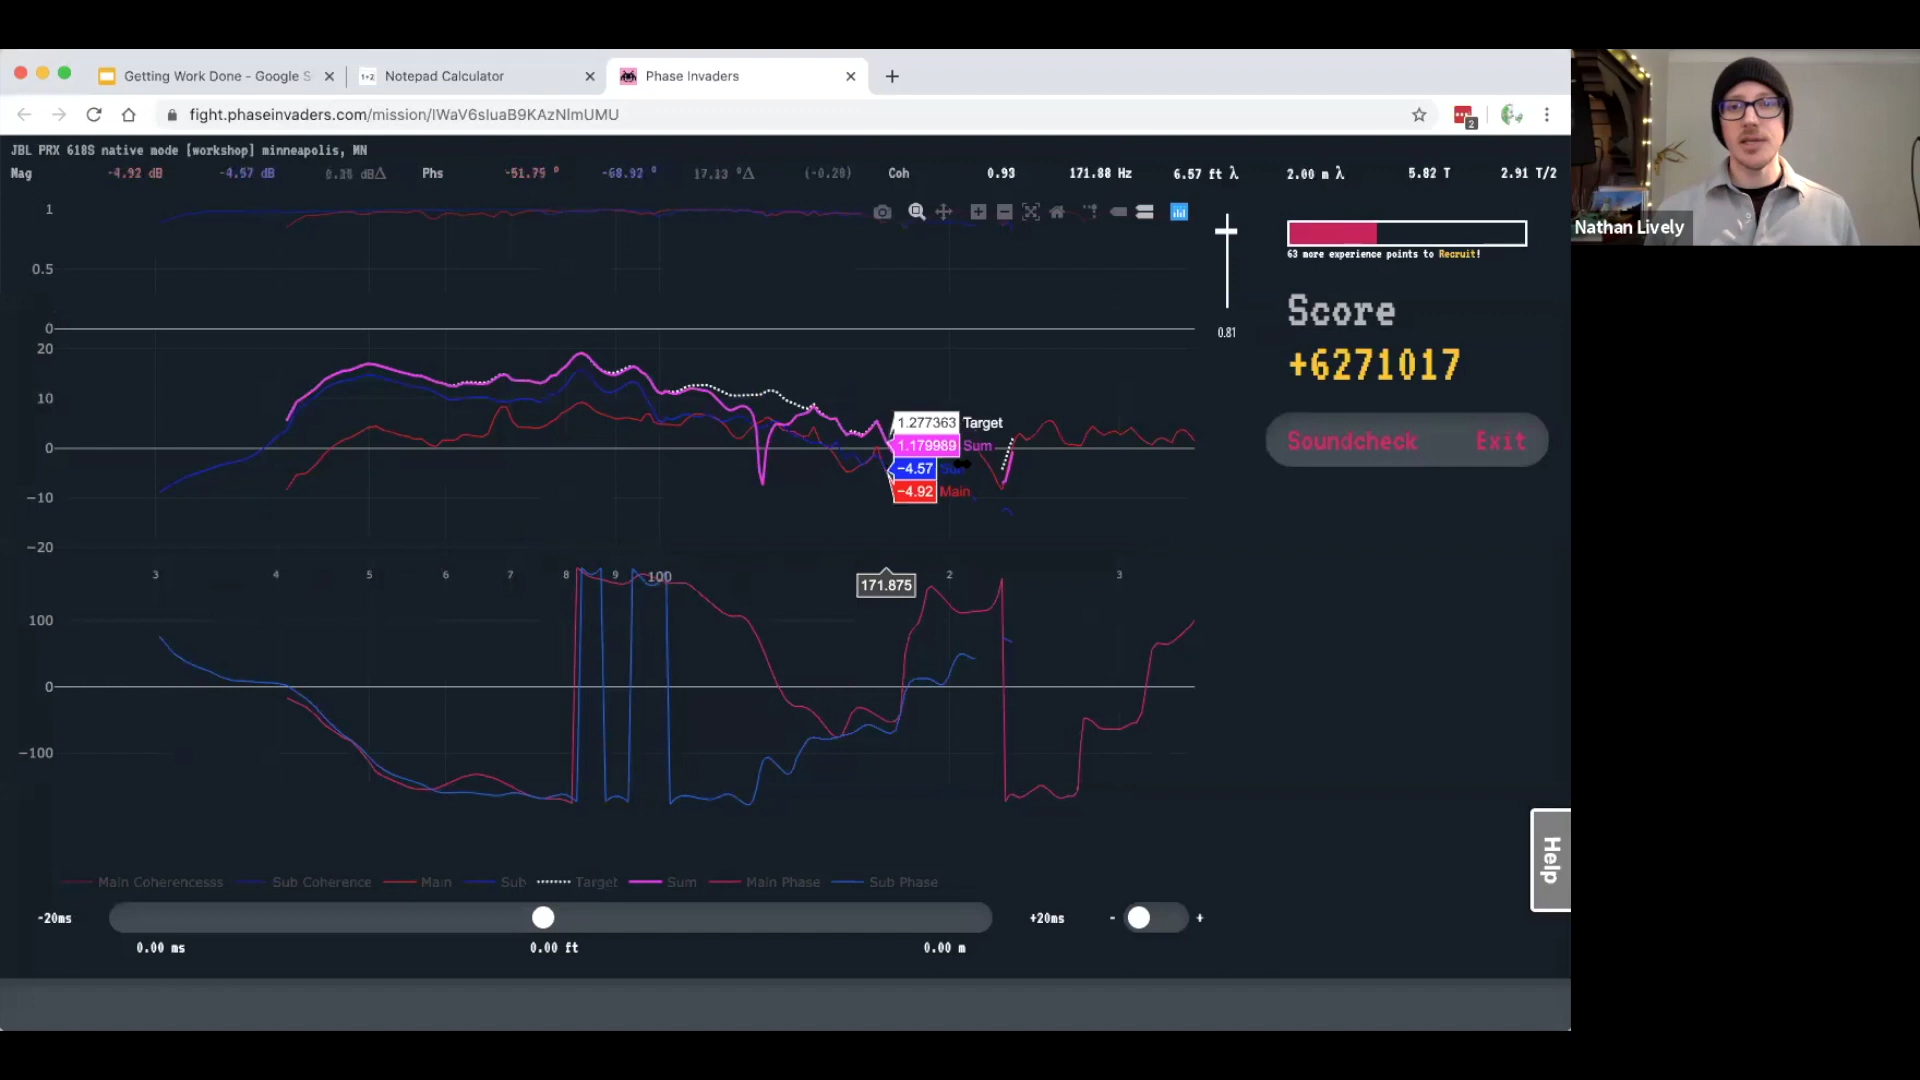 Getting Work Done - Google S
Notepad Calculator
Phase Invaders
fight.phaseinvaders.com/mission/IWaV6sIuaB9KAzNlmUMU
2
JBL PRX 618S native mode [workshop] minneapolis, MN
Mag -4.92 dB -4.57 dB 0.35 dBΔ Phs -51.75 ° -68.92 ° 17.13 °Δ (-0.28) Coh 0.93 171.88 Hz 6.57 ft λ 2.00 m λ 5.82 T 2.91 T/2
Nathan Lively
63 more experience points to Recruit!
Score
+6271017
Soundcheck Exit
0.81
1
0.5
0
20
10
0
−10
−20
1.277363 Target
1.179989 Sum
−4.57 Sub
−4.92 Main
3 4 5 6 7 8 9 100 2 3
171.875
100
0
−100
Main Coherencesss Sub Coherence Main Sub Target Sum Main Phase Sub Phase
-20ms +20ms - +
0.00 ms 0.00 ft 0.00 m
Help